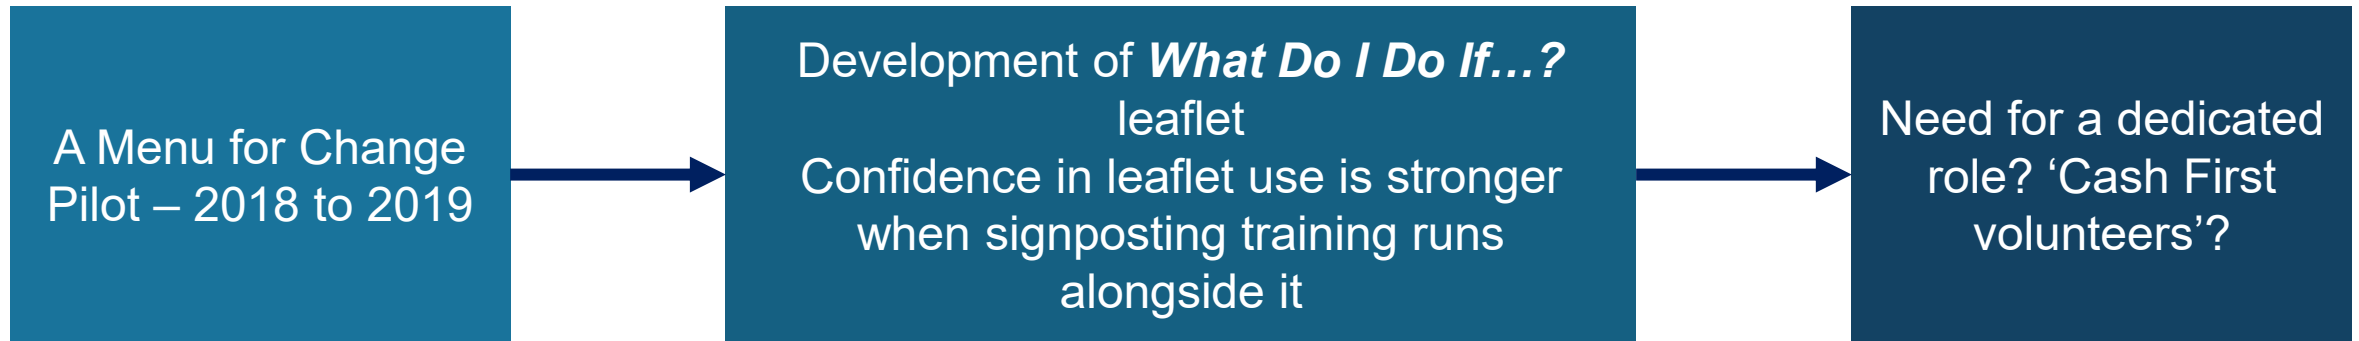 A Menu for Change
Pilot – 2018 to 2019
Development of What Do I Do If…?
leaflet
Confidence in leaflet use is stronger
when signposting training runs
alongside it
Need for a dedicated
role? ‘Cash First
volunteers’?